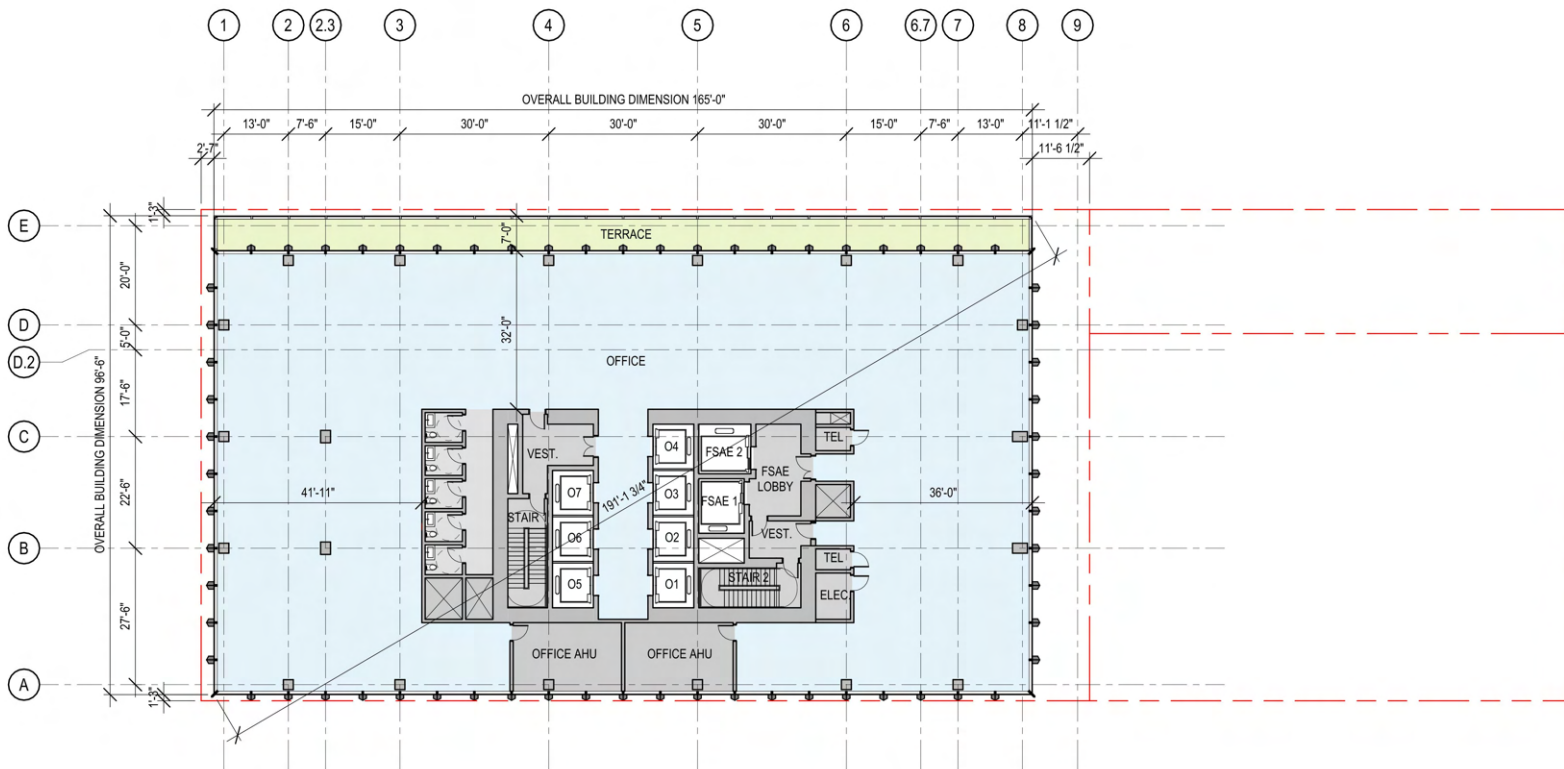 1 2 2.3 3 4 5 6 6.7 7 8 9
OVERALL BUILDING DIMENSION 165'-0"
13'-0" 7'-6" 15'-0" 30'-0" 30'-0" 30'-0" 15'-0" 7'-6" 13'-0" 11'-1 1/2"
2'-7" 11'-6 1/2"
1'-3"
E
7'-0"
TERRACE
20'-0"
D
32'-0"
5'-0"
D.2
OFFICE
OVERALL BUILDING DIMENSION 96'-6"
17'-6"
C
TEL
O4
FSAE 2
VEST.
FSAE
LOBBY
41'-11"
22'-6"
O7
191'-1 3/4"
O3
FSAE 1
36'-0"
STAIR 1
VEST.
O6
O2
B
TEL
STAIR 2
O5
O1
ELEC.
27'-6"
OFFICE AHU
OFFICE AHU
A
1'-3"